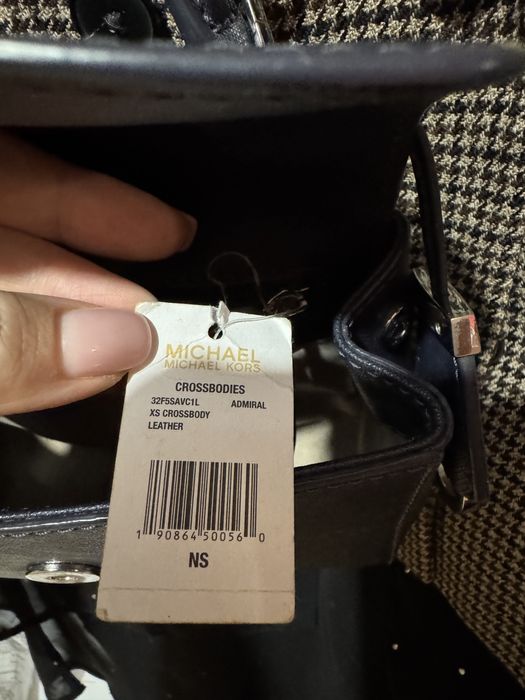 MICHAEL
MICHAEL KORS
CROSSBODIES
32F5SAVC1L ADMIRAL
XS CROSSBODY
LEATHER
1 90864 50056 0
NS